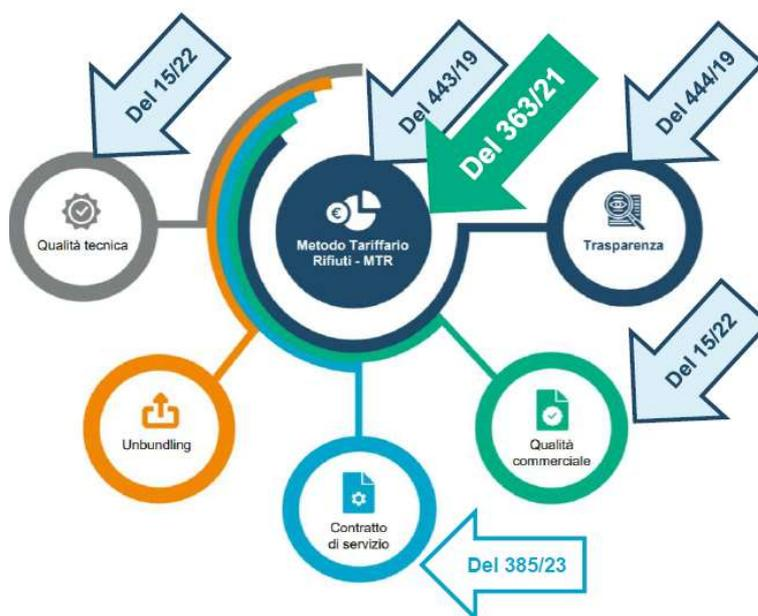 Del 15/22
Del 443/19
Del 363/21
Del 444/19
Qualità tecnica
€
Metodo Tariffario
Rifiuti - MTR
Trasparenza
Del 15/22
Unbundling
Qualità
commerciale
Contratto
di servizio
Del 385/23